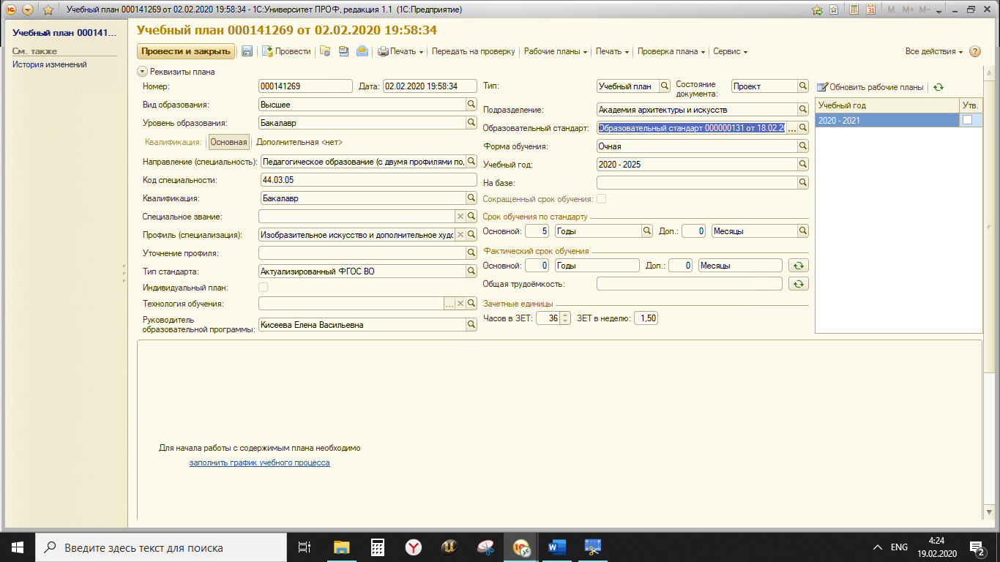 Учебный план 000141269 от 02.02.2020 19:58:34 - 1С:Университет ПРОФ, редакция 1.1 (1С:Предприятие)
M M+ M-
Учебный план 000141...
См. также
История изменений
Учебный план 000141269 от 02.02.2020 19:58:34
Провести и закрыть Провести Печать Передать на проверку Рабочие планы Печать Проверка плана Сервис Все действия
Реквизиты плана
Номер: 000141269 Дата: 02.02.2020 19:58:34
Вид образования: Высшее
Уровень образования: Бакалавр
Квалификация: Основная Дополнительная <нет>
Направление (специальность): Педагогическое образование (с двумя профилями по
Код специальности: 44.03.05
Квалификация: Бакалавр
Специальное звание:
Профиль (специализация): Изобразительное искусство и дополнительное худо
Уточнение профиля:
Тип стандарта: Актуализированный ФГОС ВО
Индивидуальный план:
Технология обучения:
Руководитель
образовательной программы: Кисеева Елена Васильевна
Тип: Учебный план Состояние
документа: Проект
Подразделение: Академия архитектуры и искусств
Образовательный стандарт: Образовательный стандарт 000000131 от 18.02.20 ...
Форма обучения: Очная
Учебный год: 2020 - 2025
На базе:
Сокращенный срок обучения:
Срок обучения по стандарту
Основной: 5 Годы Доп.: 0 Месяцы
Фактический срок обучения
Основной: 0 Годы Доп.: 0 Месяцы
Общая трудоёмкость:
Зачетные единицы
Часов в ЗЕТ: 36 ЗЕТ в неделю: 1,50
Обновить рабочие планы
Учебный год Утв.
2020 - 2021
Для начала работы с содержимым плана необходимо
заполнить график учебного процесса
Введите здесь текст для поиска
ENG
4:24
19.02.2020
2